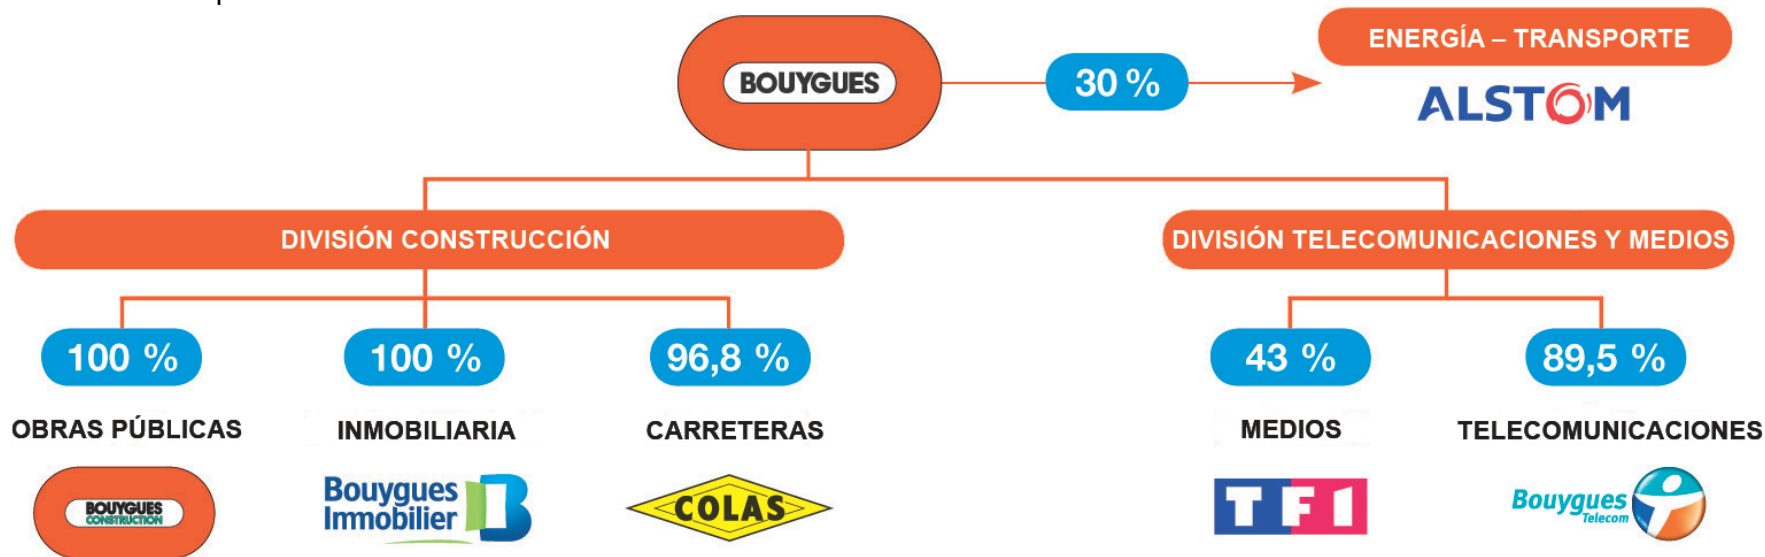 ENERGÍA – TRANSPORTE
BOUYGUES
30 %
ALSTOM
DIVISIÓN CONSTRUCCIÓN
DIVISIÓN TELECOMUNICACIONES Y MEDIOS
100 %
100 %
96,8 %
43 %
89,5 %
OBRAS PÚBLICAS
INMOBILIARIA
CARRETERAS
MEDIOS
TELECOMUNICACIONES
BOUYGUES
CONSTRUCTION
Bouygues
Immobilier
COLAS
TF1
Bouygues
Telecom